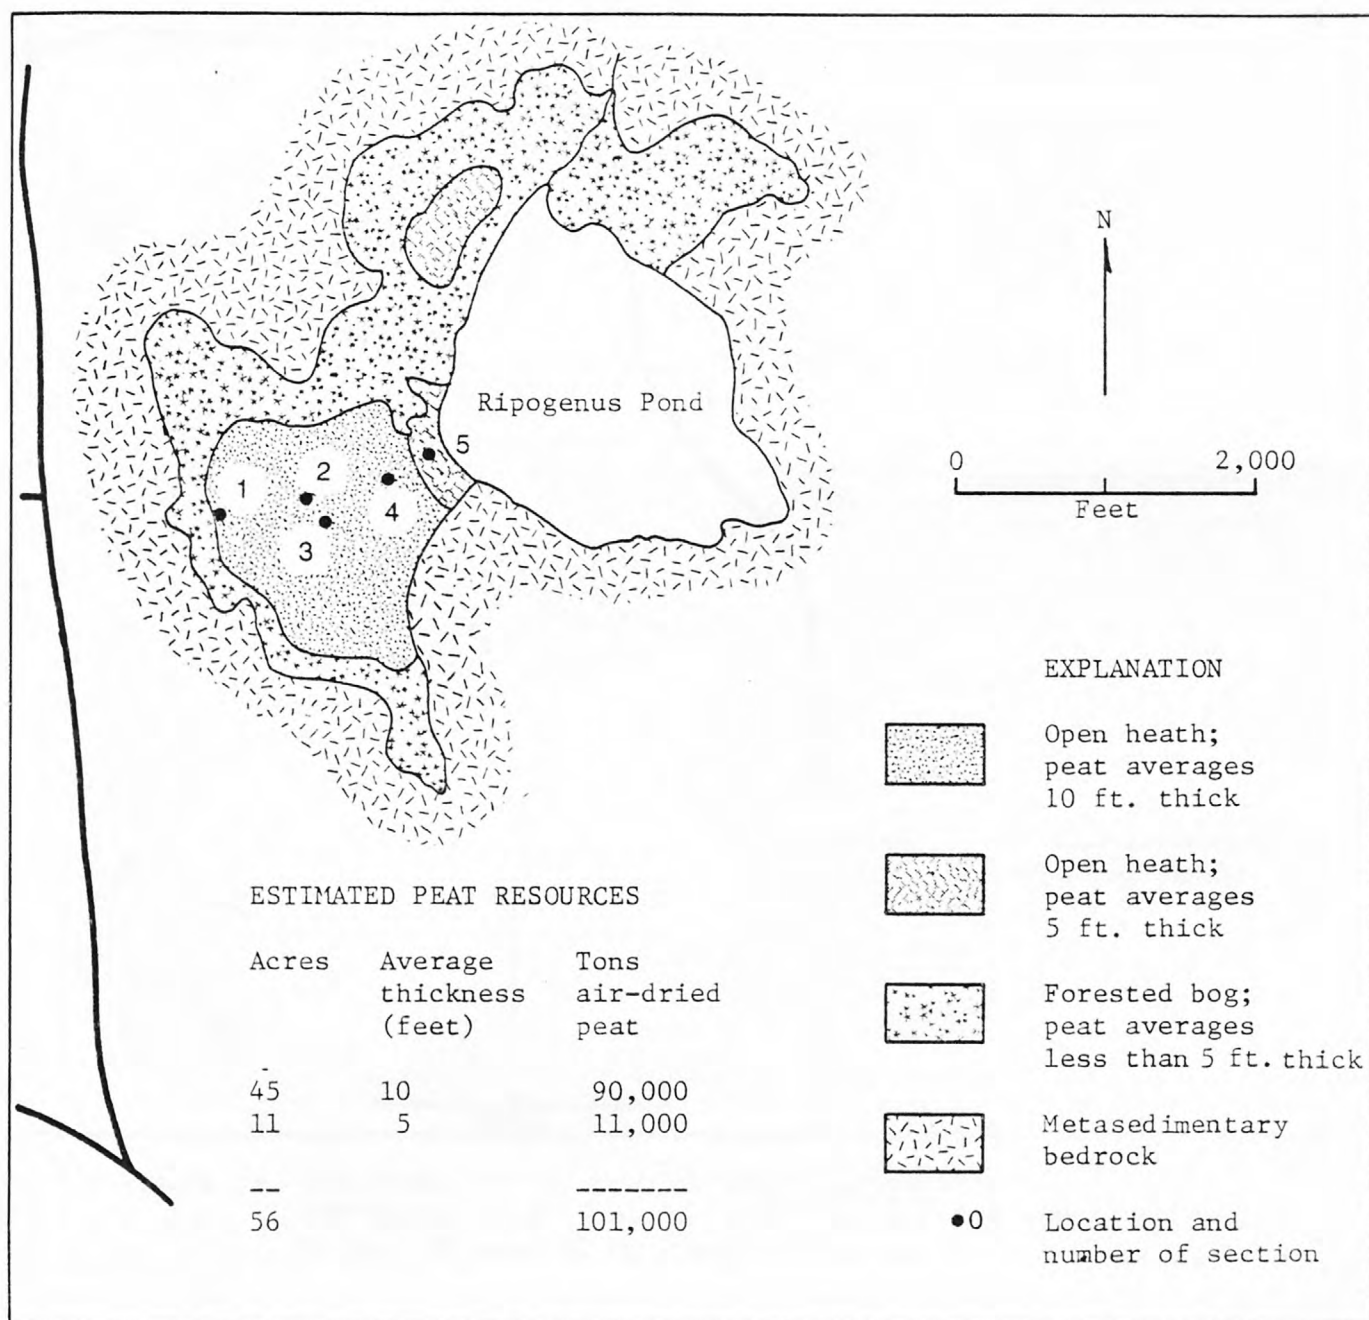 N
Ripogenus Pond
0 2,000
Feet
1
2
3
4
5
EXPLANATION
Open heath;
peat averages
10 ft. thick
Open heath;
peat averages
5 ft. thick
Forested bog;
peat averages
less than 5 ft. thick
Metasedimentary
bedrock
0 Location and
number of section
ESTIMATED PEAT RESOURCES
Acres Average Tons
thickness air-dried
(feet) peat
45 10 90,000
11 5 11,000
-- -------
56 101,000